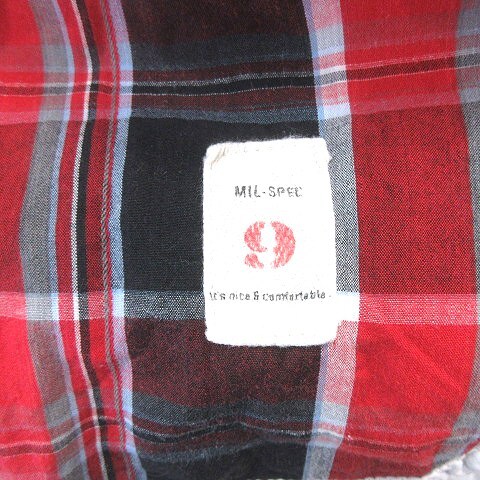 MIL-SPEC
9
It's nice & comfortable.